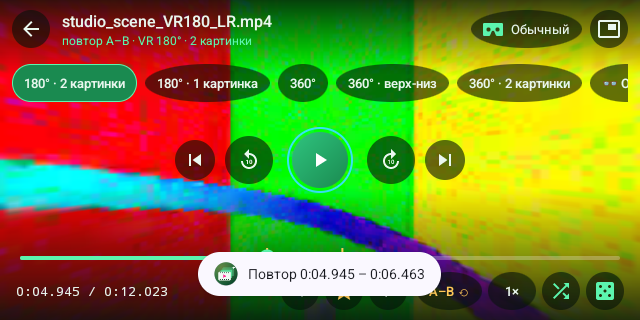 studio_scene_VR180_LR.mp4
повтор A–B · VR 180° · 2 картинки
Обычный
180° · 2 картинки
180° · 1 картинка
360°
360° · верх-низ
360° · 2 картинки
10
10
Повтор 0:04.945 – 0:06.463
0:04.945 / 0:12.023
A–B
1×